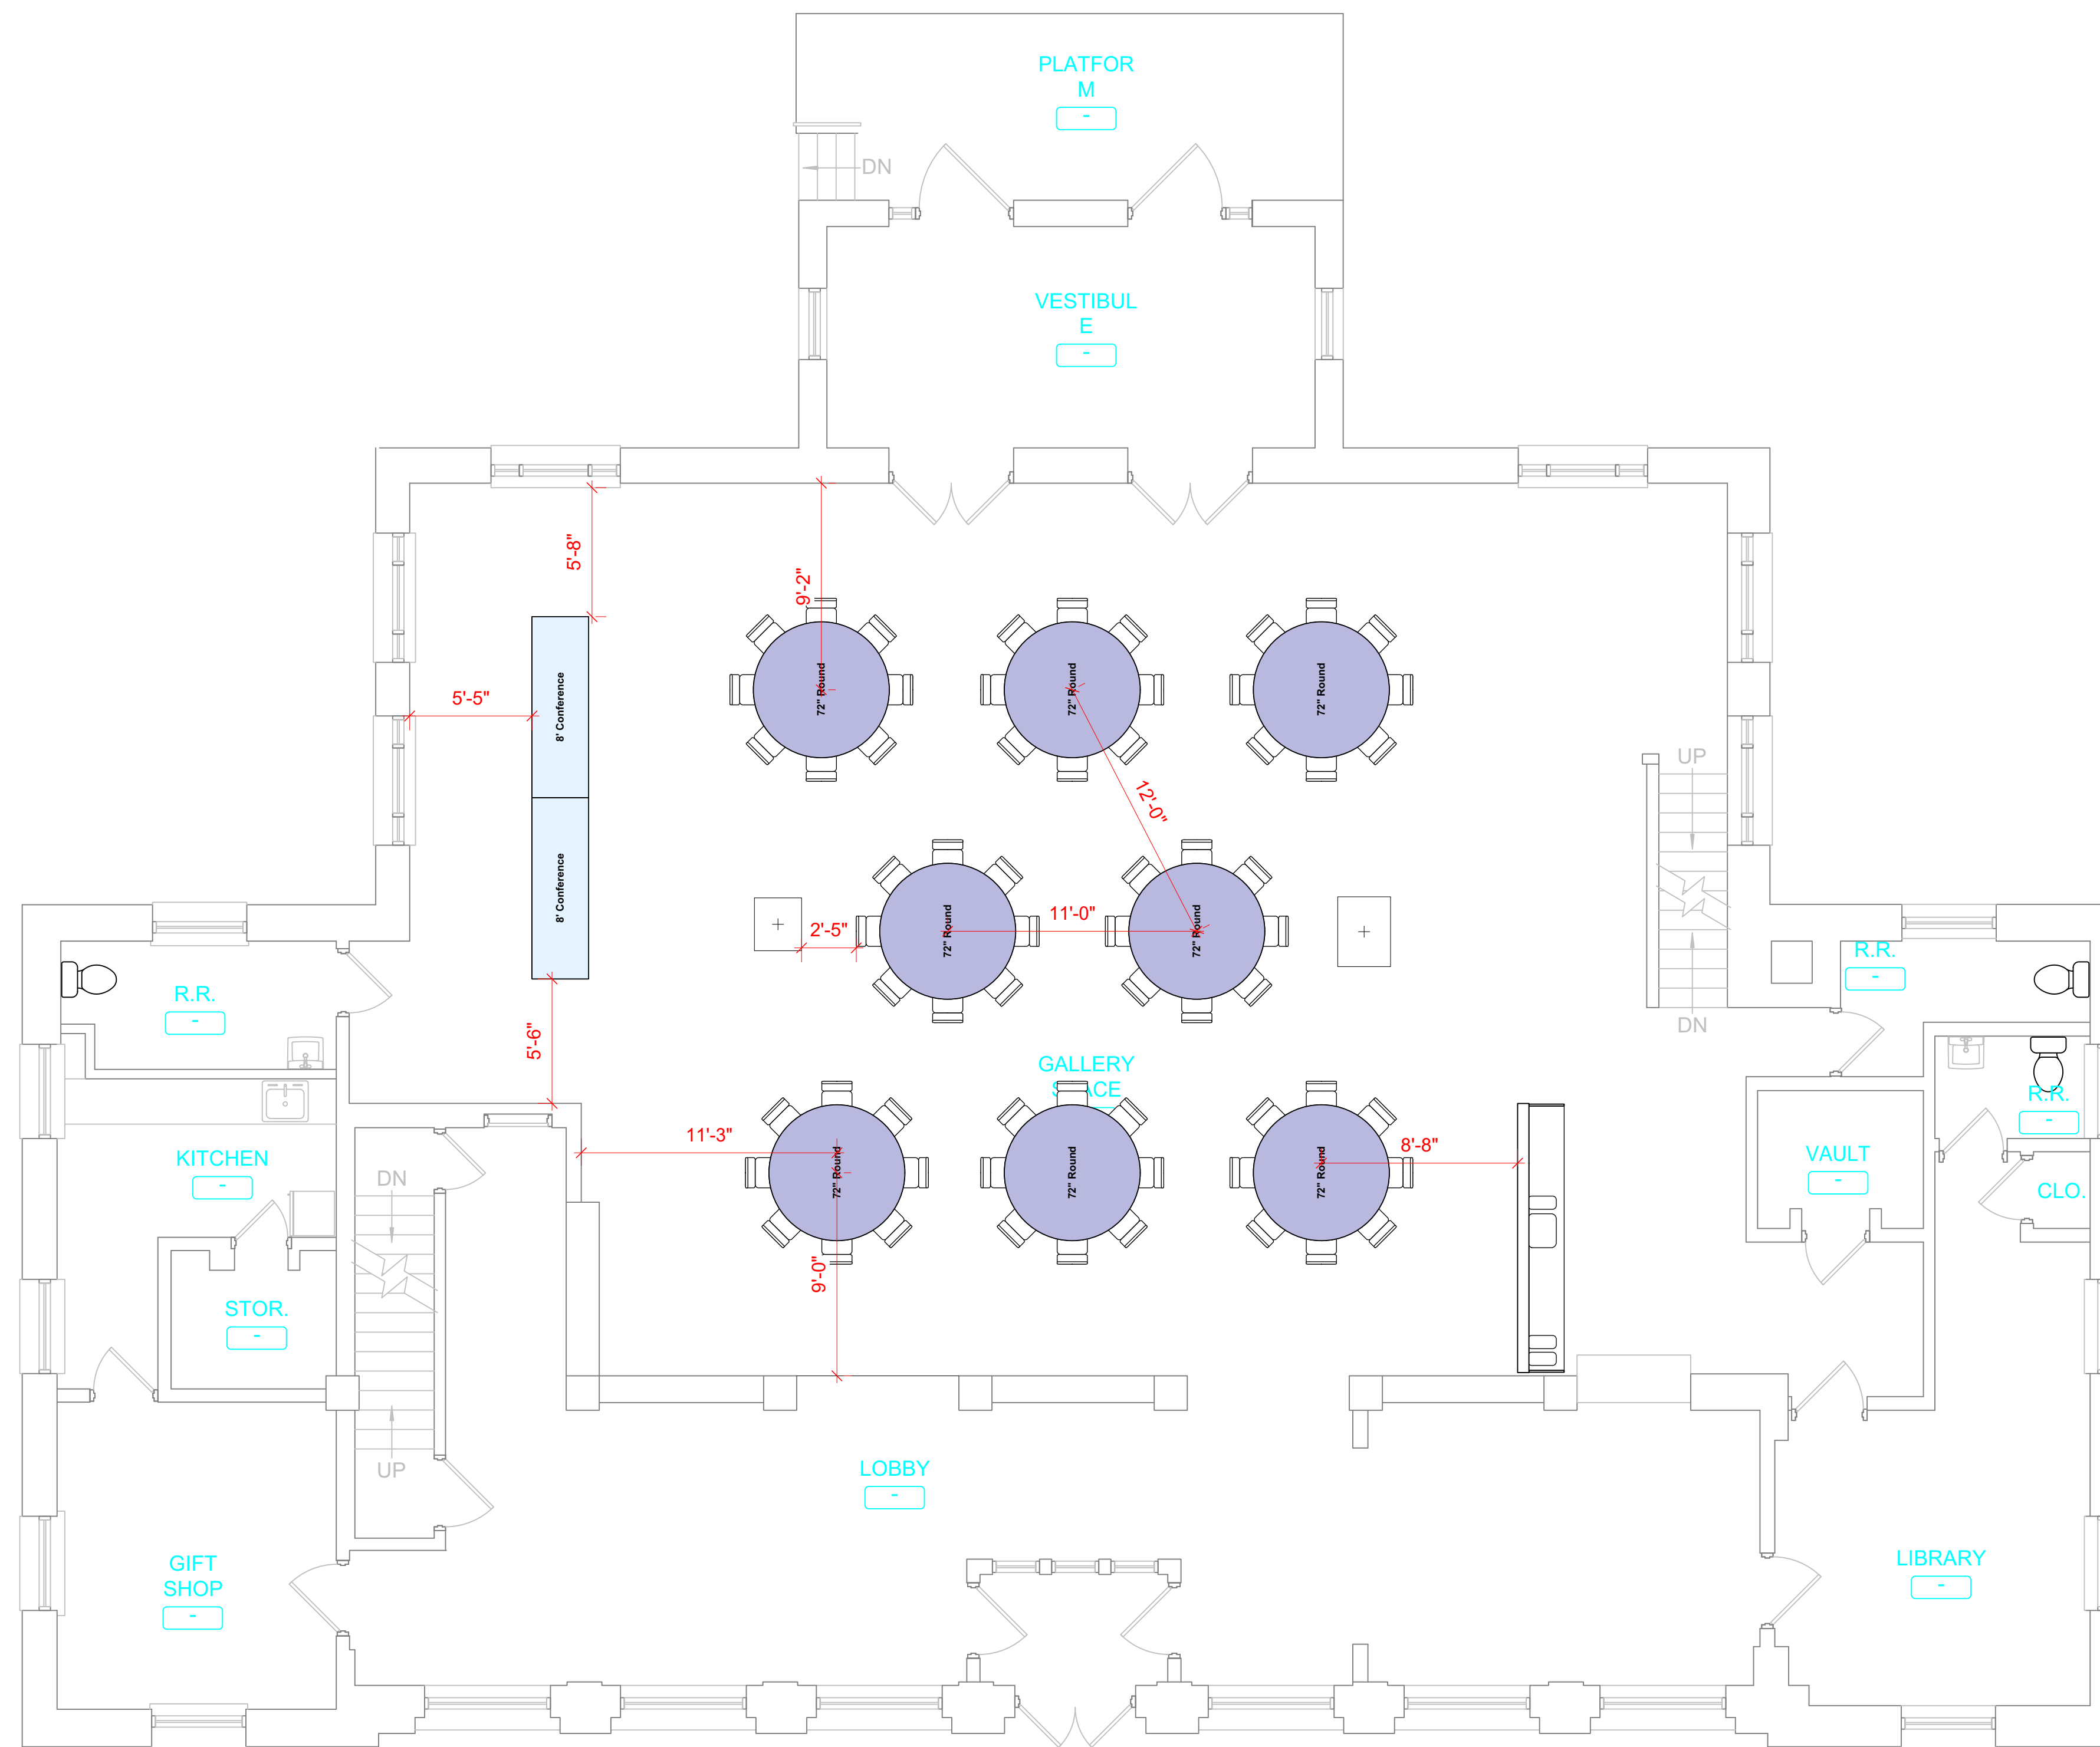 PLATFOR
M
-
DN
VESTIBUL
E
-
5'-8"
9'-2"
5'-5"
8' Conference
72" Round
72" Round
72" Round
12'-0"
UP
8' Conference
2'-5"
72" Round
11'-0"
72" Round
R.R.
-
R.R.
-
DN
5'-6"
GALLERY
R.R.
-
11'-3"
8'-8"
KITCHEN
-
DN
72" Round
72" Round
72" Round
VAULT
-
CLO.
9'-0"
STOR.
-
UP
LOBBY
-
GIFT
SHOP
-
LIBRARY
-